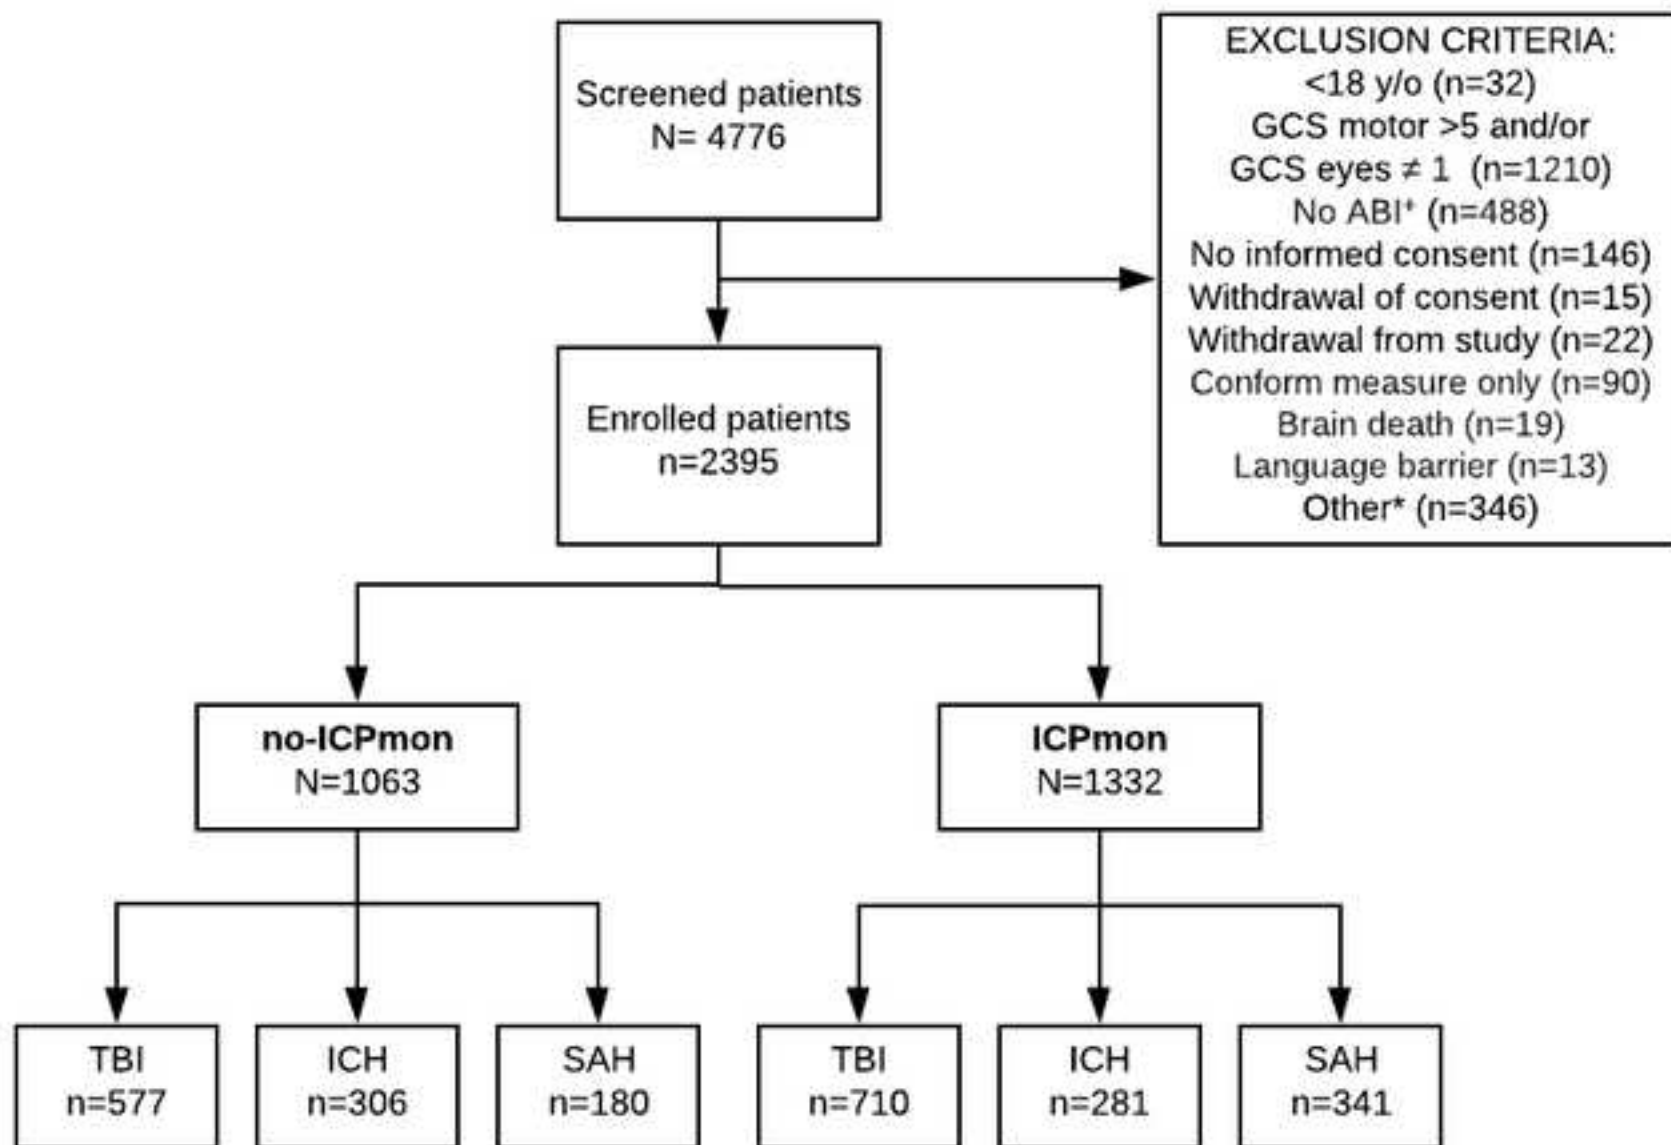 Screened patients
N= 4776
EXCLUSION CRITERIA:
<18 y/o (n=32)
GCS motor >5 and/or
GCS eyes ≠ 1 (n=1210)
No ABI⁺ (n=488)
No informed consent (n=146)
Withdrawal of consent (n=15)
Withdrawal from study (n=22)
Conform measure only (n=90)
Brain death (n=19)
Language barrier (n=13)
Other* (n=346)
Enrolled patients
n=2395
no-ICPmon
N=1063
ICPmon
N=1332
TBI
n=577
ICH
n=306
SAH
n=180
TBI
n=710
ICH
n=281
SAH
n=341